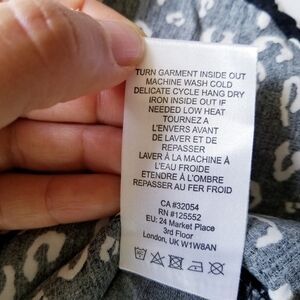 TURN GARMENT INSIDE OUT
MACHINE WASH COLD
DELICATE CYCLE HANG DRY
IRON INSIDE OUT IF
NEEDED LOW HEAT
TOURNEZ A
L'ENVERS AVANT
DE LAVER ET DE
REPASSER
LAVER À LA MACHINE À
L'EAU FROIDE
ETENDRE À L'OMBRE
REPASSER AU FER FROID
CA #32054
RN #125552
EU: 24 Market Place
3rd Floor
London, UK W1W8AN